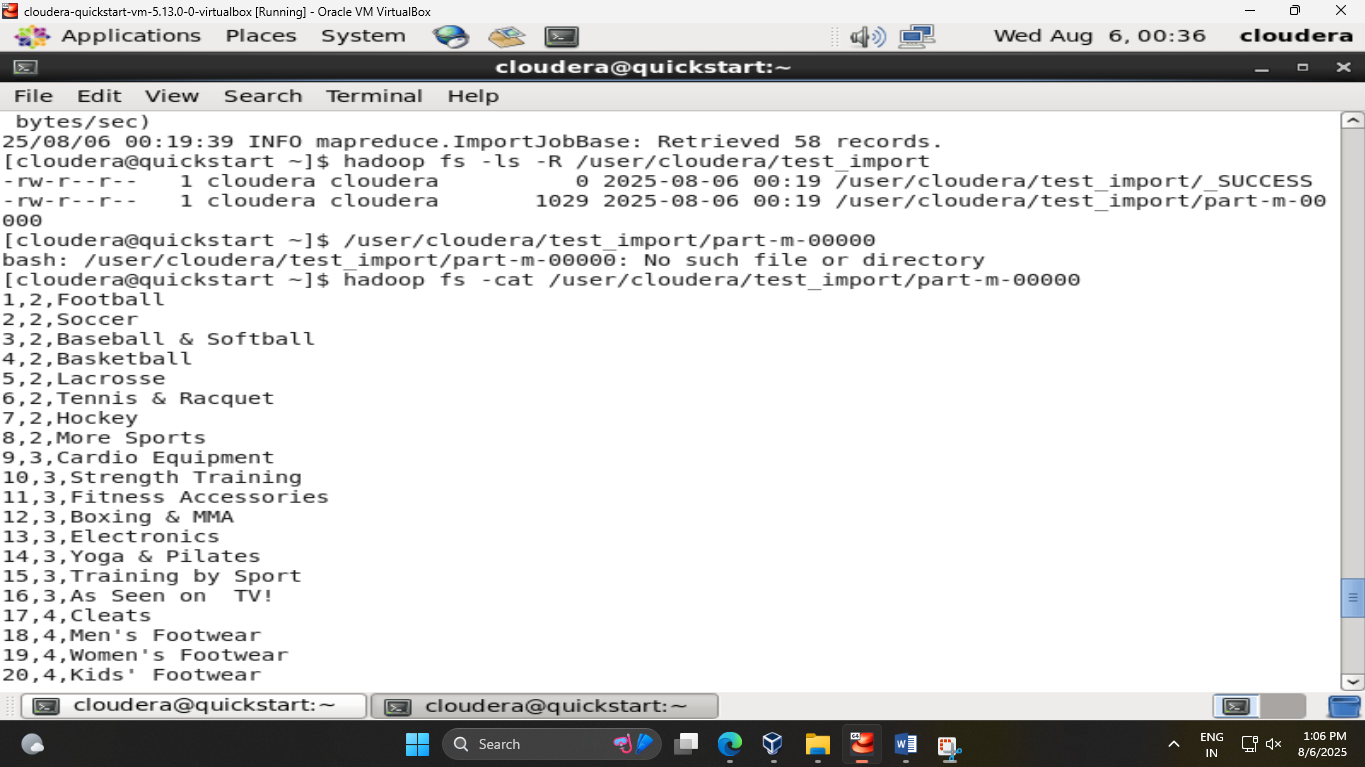 cloudera-quickstart-vm-5.13.0-0-virtualbox [Running] - Oracle VM VirtualBox
Applications Places System Wed Aug 6, 00:36 cloudera
cloudera@quickstart:~
File Edit View Search Terminal Help
bytes/sec)
25/08/06 00:19:39 INFO mapreduce.ImportJobBase: Retrieved 58 records.
[cloudera@quickstart ~]$ hadoop fs -ls -R /user/cloudera/test_import
-rw-r--r--   1 cloudera cloudera          0 2025-08-06 00:19 /user/cloudera/test_import/_SUCCESS
-rw-r--r--   1 cloudera cloudera       1029 2025-08-06 00:19 /user/cloudera/test_import/part-m-00
000
[cloudera@quickstart ~]$ /user/cloudera/test_import/part-m-00000
bash: /user/cloudera/test_import/part-m-00000: No such file or directory
[cloudera@quickstart ~]$ hadoop fs -cat /user/cloudera/test_import/part-m-00000
1,2,Football
2,2,Soccer
3,2,Baseball & Softball
4,2,Basketball
5,2,Lacrosse
6,2,Tennis & Racquet
7,2,Hockey
8,2,More Sports
9,3,Cardio Equipment
10,3,Strength Training
11,3,Fitness Accessories
12,3,Boxing & MMA
13,3,Electronics
14,3,Yoga & Pilates
15,3,Training by Sport
16,3,As Seen on  TV!
17,4,Cleats
18,4,Men's Footwear
19,4,Women's Footwear
20,4,Kids' Footwear
cloudera@quickstart:~ cloudera@quickstart:~
Search
ENG
IN
1:06 PM
8/6/2025